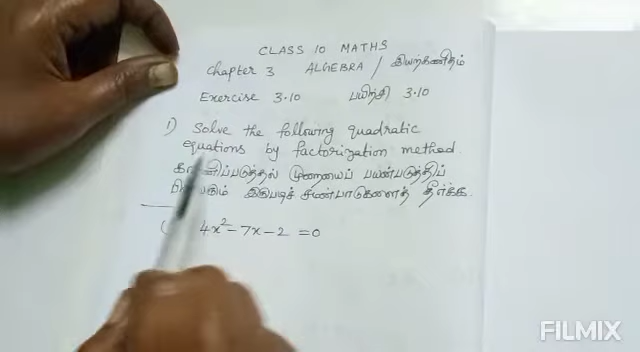 CLASS 10 MATHS
Chapter 3 ALGEBRA / இயற்கணிதம்
Exercise 3.10 பயிற்சி 3.10
1) Solve the following quadratic
equations by factorization method.
முறையைப் பயன்படுத்திப்
இருபடிச் சமன்பாடுகளைத் தீர்க்க.
4x²-7x-2=0
FILMIX